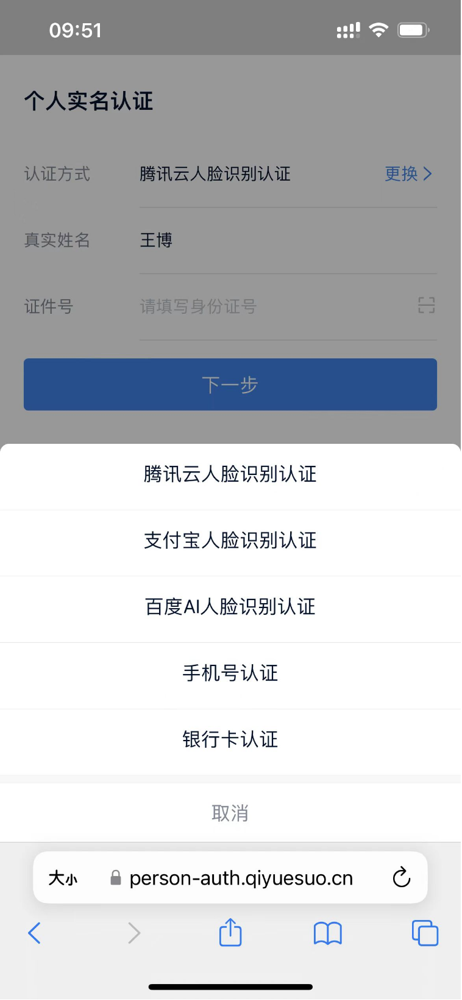 09:51
个人实名认证
认证方式 腾讯云人脸识别认证 更换
真实姓名 王博
证件号 请填写身份证号
下一步
腾讯云人脸识别认证
支付宝人脸识别认证
百度AI人脸识别认证
手机号认证
银行卡认证
取消
大小 person-auth.qiyuesuo.cn